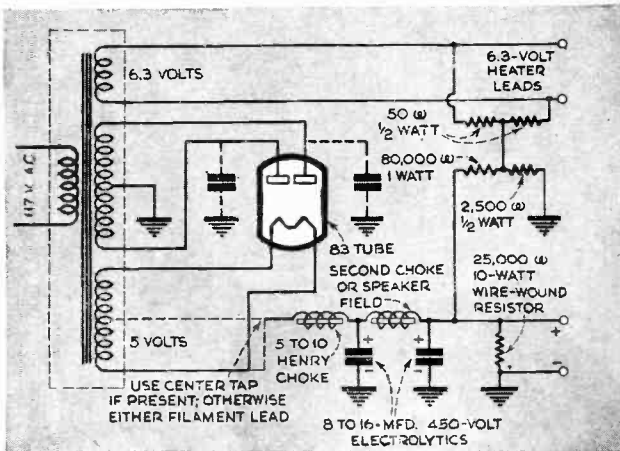 6.3 VOLTS
6.3-VOLT
HEATER
LEADS
50 ω
1/2 WATT
80,000 ω
1 WATT
2,500 ω
1/2 WATT
117 V. A.C.
83 TUBE
SECOND CHOKE
OR SPEAKER
FIELD
25,000 ω
10-WATT
WIRE-WOUND
RESISTOR
5 VOLTS
5 TO 10
HENRY
CHOKE
+
-
+
-
+
-
USE CENTER TAP
IF PRESENT; OTHERWISE
EITHER FILAMENT LEAD
8 TO 16-MFD. 450-VOLT
ELECTROLYTICS